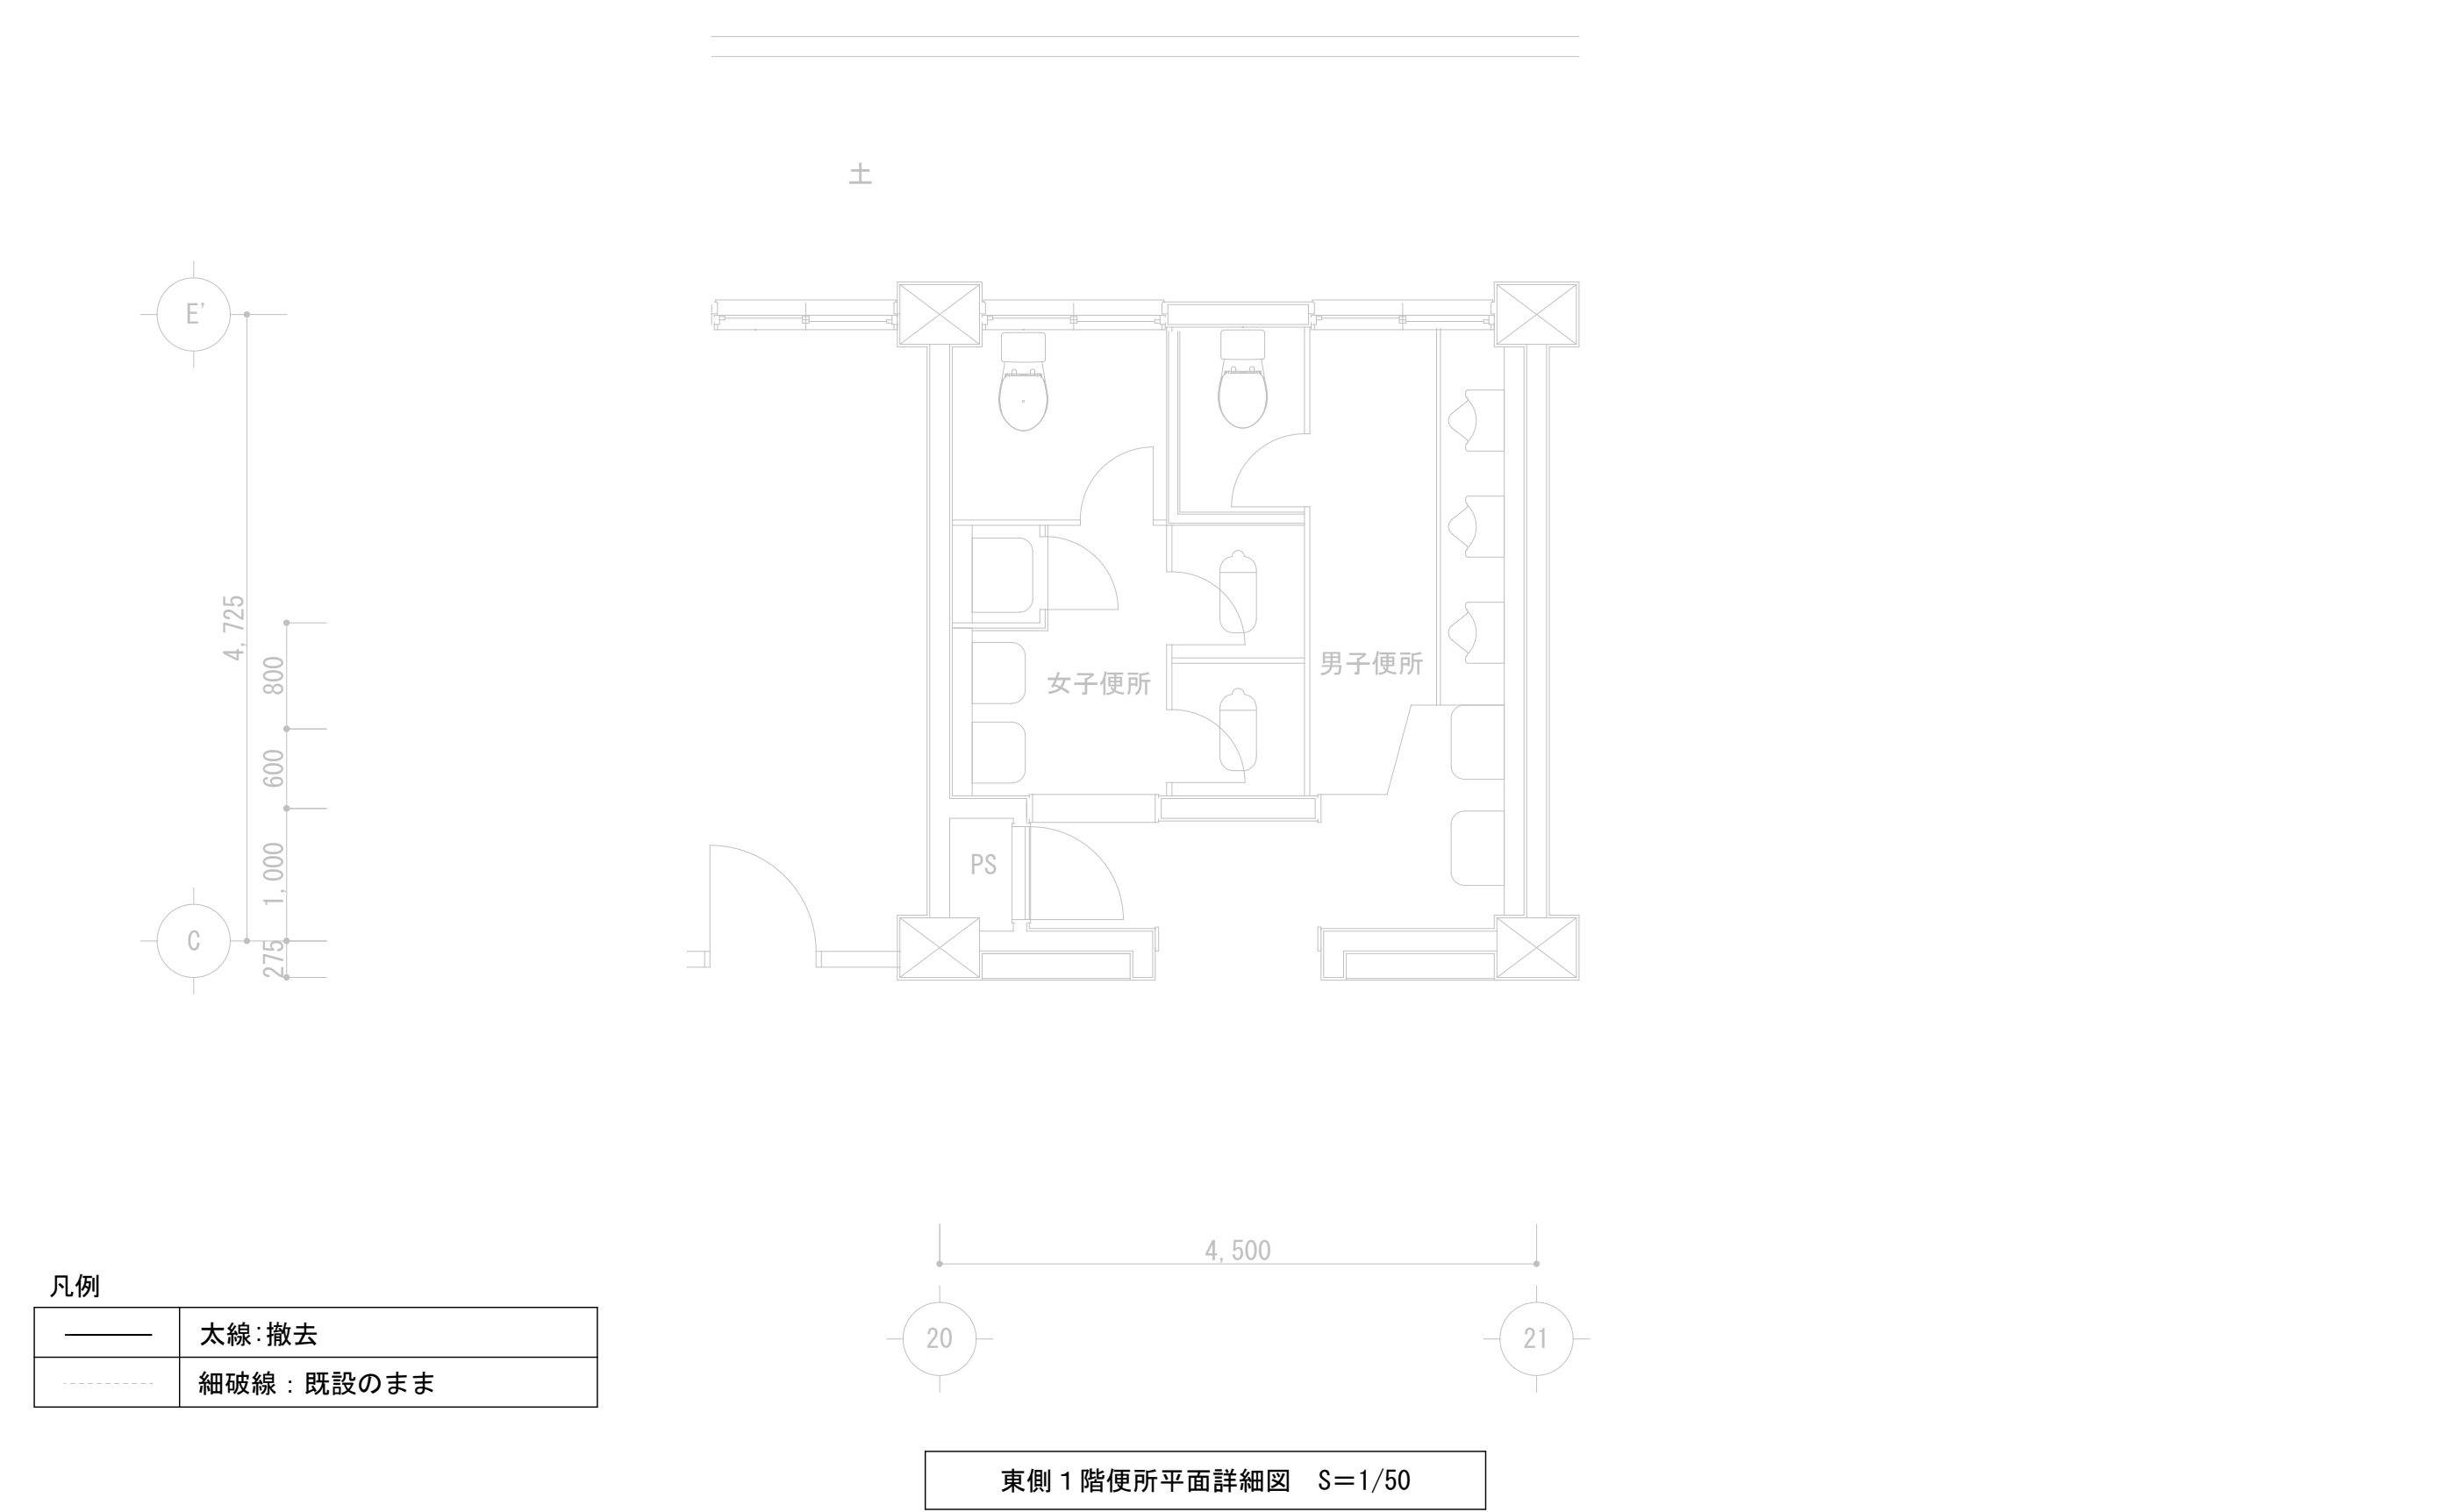 土
E'
4,725
800
600
1,000
275
C
女子便所
男子便所
PS
4,500
20
21
凡例
太線:撤去
細破線：既設のまま
東側１階便所平面詳細図　S＝1/50